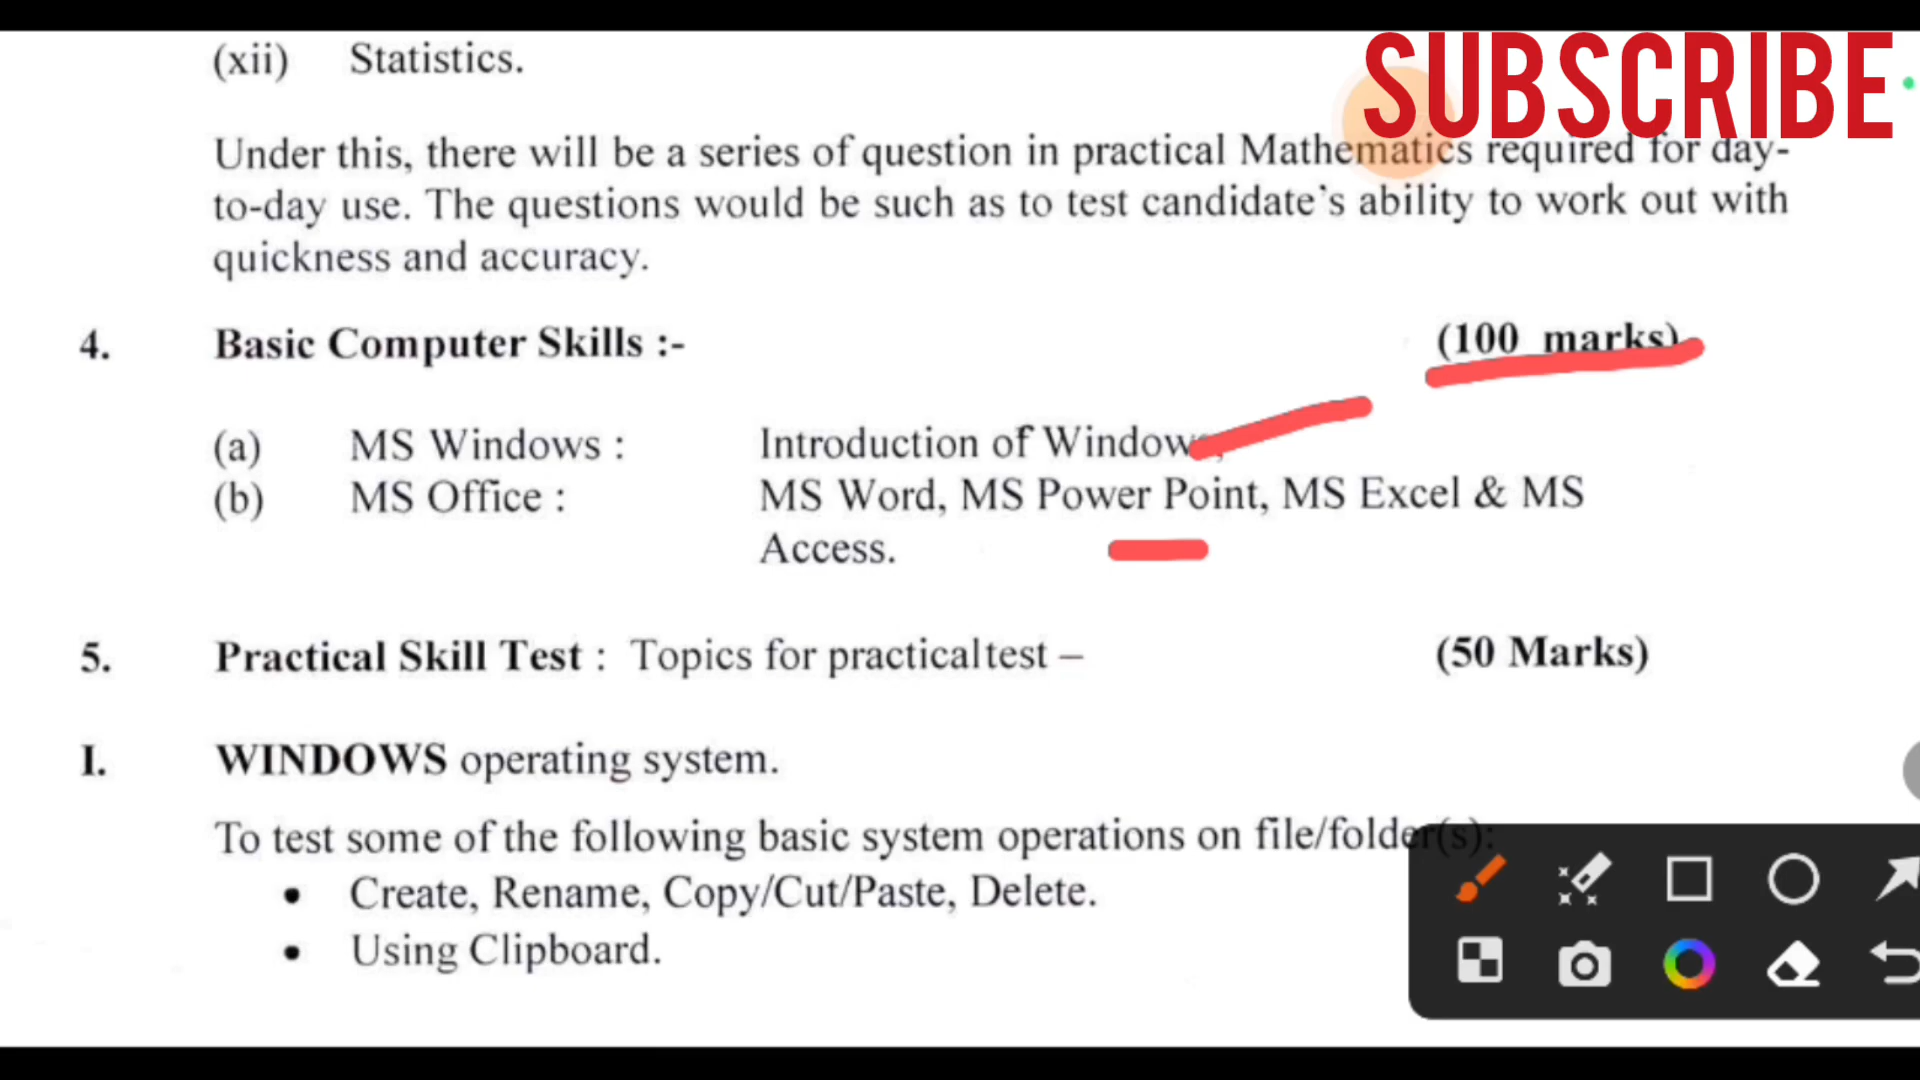 SUBSCRIBE
(xii) Statistics.
Under this, there will be a series of question in practical Mathematics required for day-
to-day use. The questions would be such as to test candidate's ability to work out with
quickness and accuracy.
4. Basic Computer Skills :- (100 marks)
(a) MS Windows : Introduction of Windows,
(b) MS Office : MS Word, MS Power Point, MS Excel & MS
Access.
5. Practical Skill Test : Topics for practical test – (50 Marks)
I. WINDOWS operating system.
To test some of the following basic system operations on file/folder(s):
• Create, Rename, Copy/Cut/Paste, Delete.
• Using Clipboard.